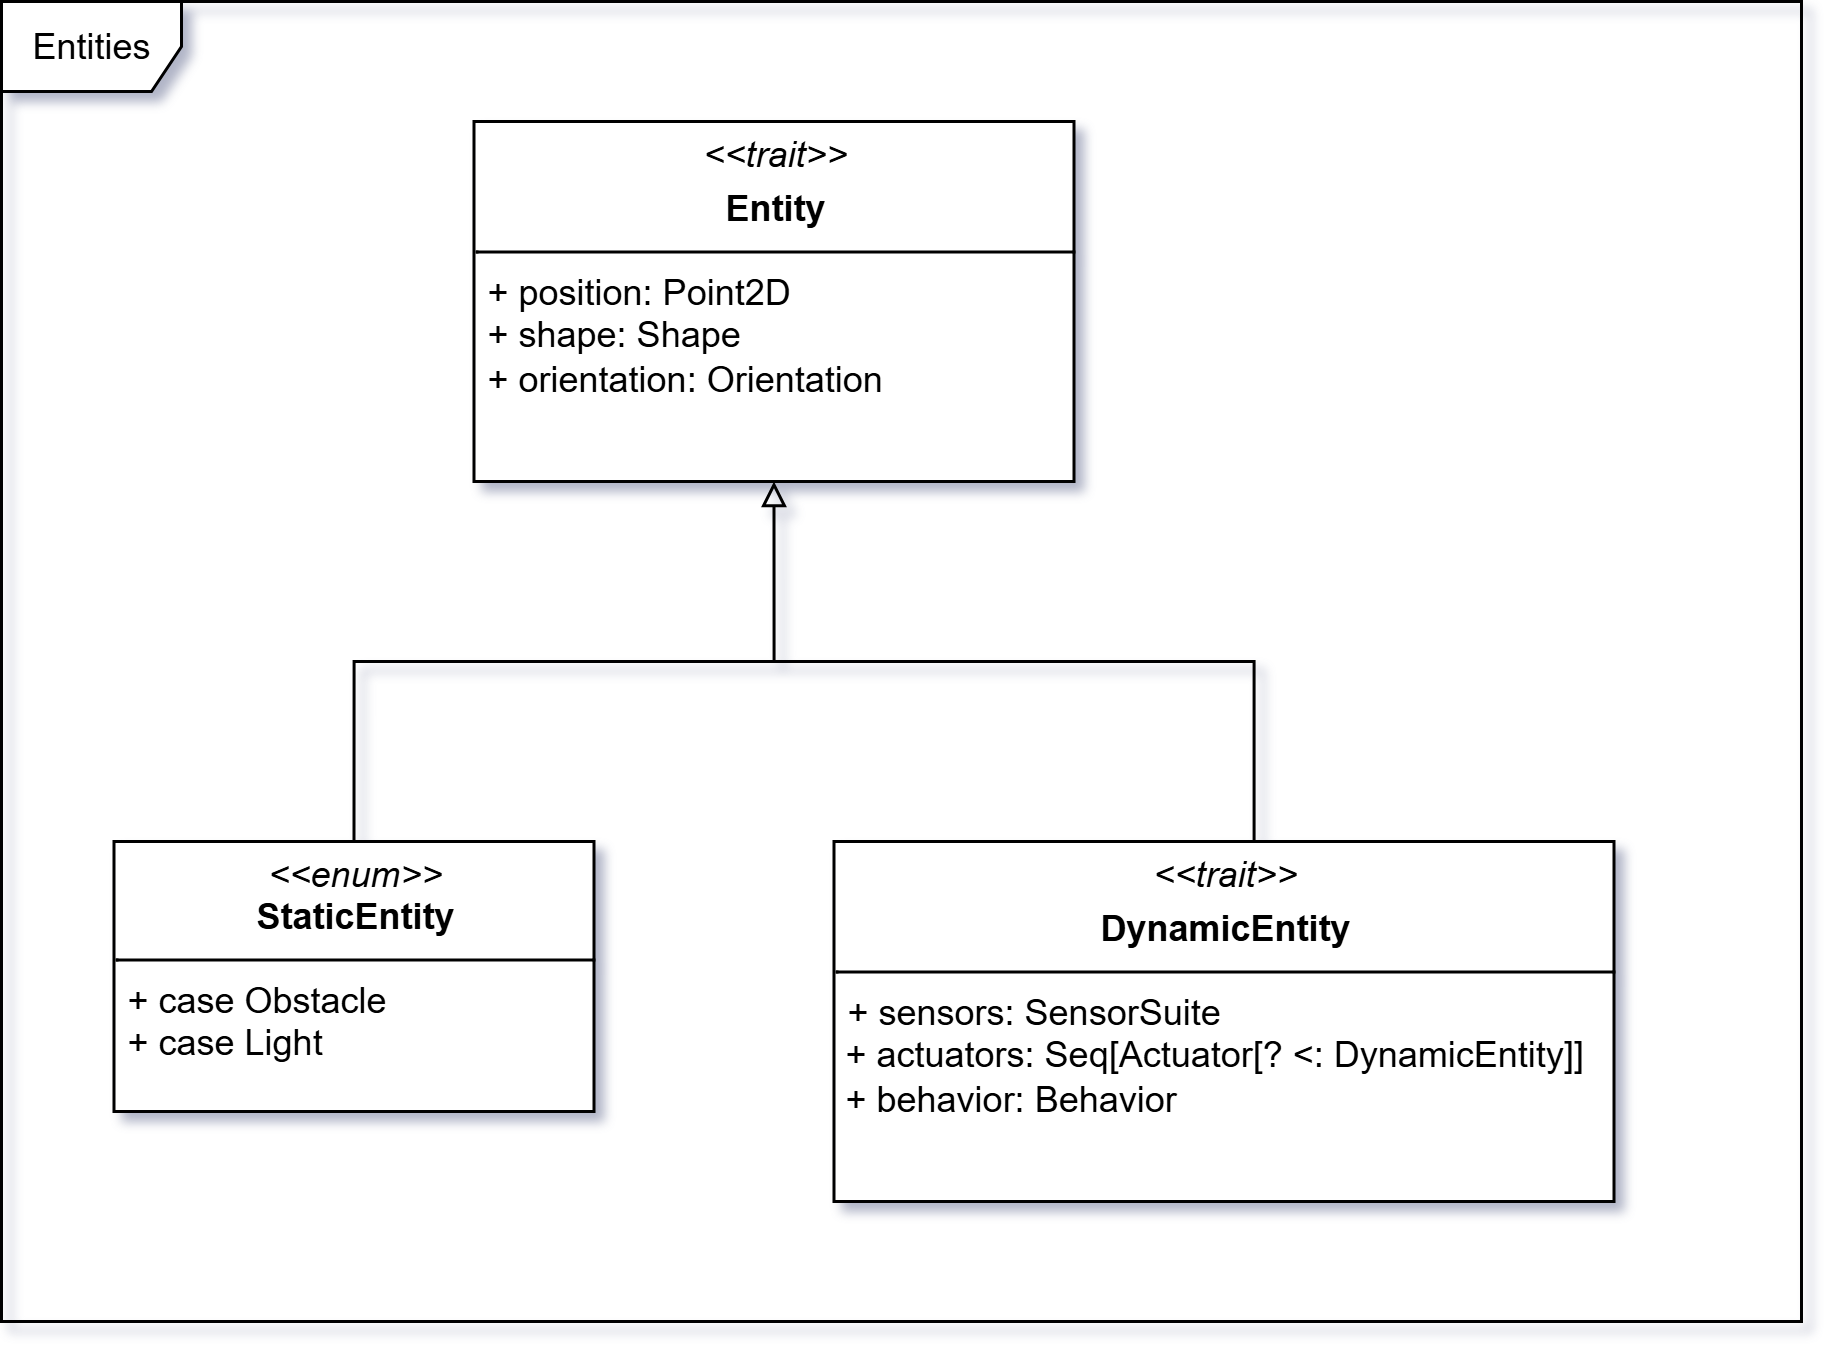 Entities
<<trait>>
Entity
+ position: Point2D
+ shape: Shape
+ orientation: Orientation
<<enum>>
StaticEntity
+ case Obstacle
+ case Light
<<trait>>
DynamicEntity
+ sensors: SensorSuite
+ actuators: Seq[Actuator[? <: DynamicEntity]]
+ behavior: Behavior